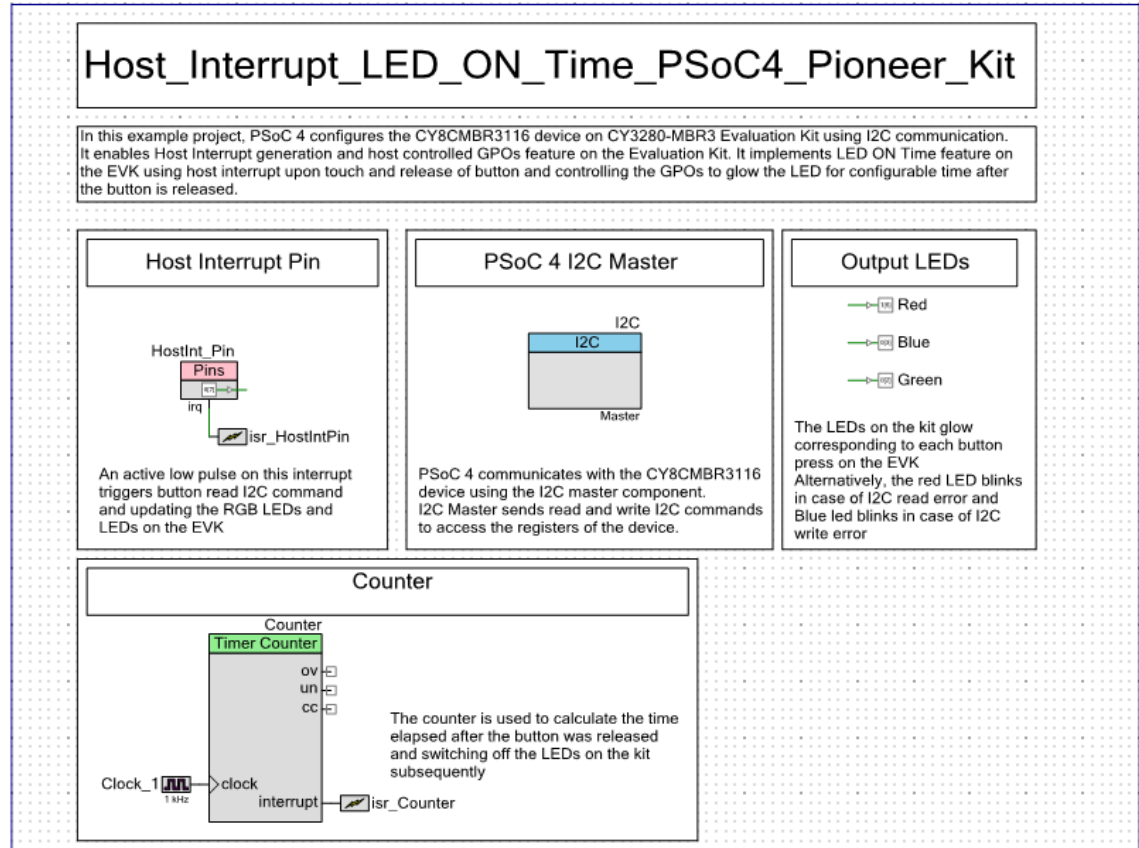 Host_Interrupt_LED_ON_Time_PSoC4_Pioneer_Kit
In this example project, PSoC 4 configures the CY8CMBR3116 device on CY3280-MBR3 Evaluation Kit using I2C communication.
It enables Host Interrupt generation and host controlled GPOs feature on the Evaluation Kit. It implements LED ON Time feature on
the EVK using host interrupt upon touch and release of button and controlling the GPOs to glow the LED for configurable time after
the button is released.
Host Interrupt Pin
HostInt_Pin
Pins
irq
isr_HostIntPin
An active low pulse on this interrupt
triggers button read I2C command
and updating the RGB LEDs and
LEDs on the EVK
PSoC 4 I2C Master
I2C
I2C
Master
PSoC 4 communicates with the CY8CMBR3116
device using the I2C master component.
I2C Master sends read and write I2C commands
to access the registers of the device.
Output LEDs
Red
Blue
Green
The LEDs on the kit glow
corresponding to each button
press on the EVK
Alternatively, the red LED blinks
in case of I2C read error and
Blue led blinks in case of I2C
write error
Counter
Counter
Timer Counter
ov
un
cc
Clock_1
1 kHz
clock
interrupt
isr_Counter
The counter is used to calculate the time
elapsed after the button was released
and switching off the LEDs on the kit
subsequently